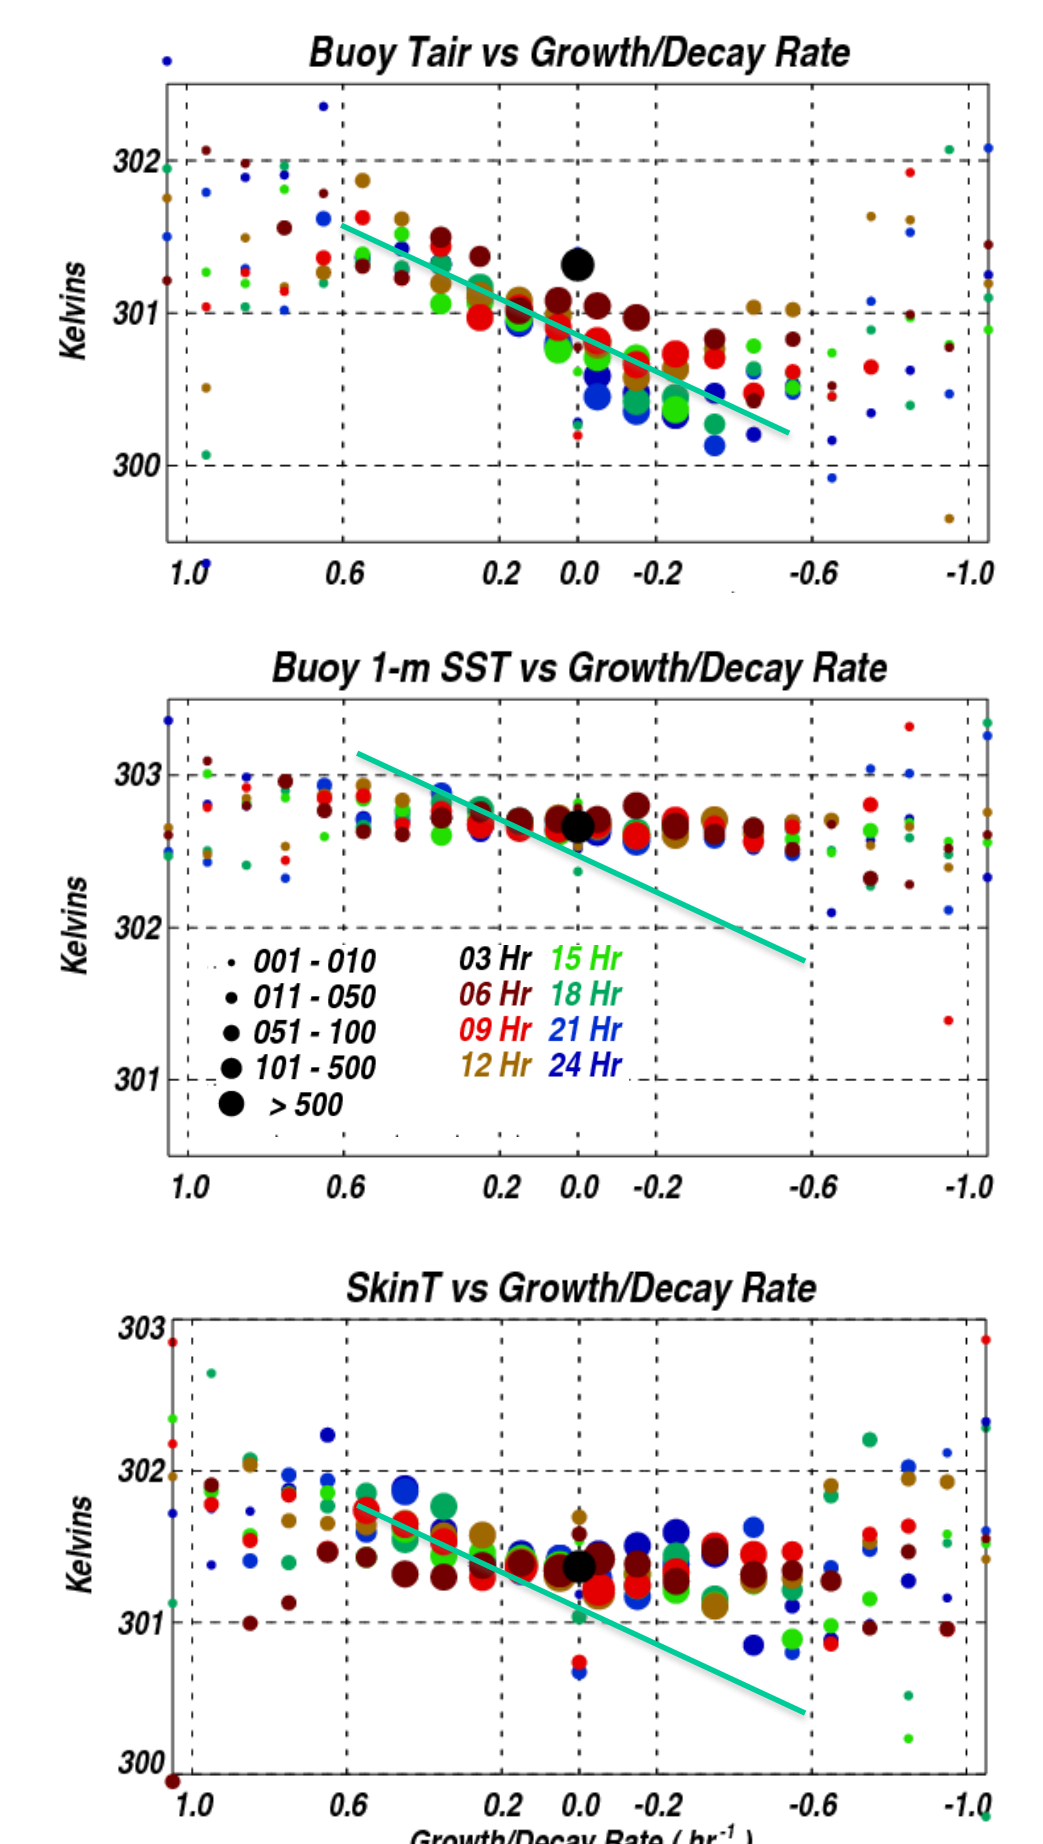 Buoy Tair vs Growth/Decay Rate
302
301
300
Kelvins
1.0 0.6 0.2 0.0 -0.2 -0.6 -1.0
Buoy 1-m SST vs Growth/Decay Rate
303
302
301
Kelvins
001 - 010 03 Hr 15 Hr
011 - 050 06 Hr 18 Hr
051 - 100 09 Hr 21 Hr
101 - 500 12 Hr 24 Hr
> 500
1.0 0.6 0.2 0.0 -0.2 -0.6 -1.0
SkinT vs Growth/Decay Rate
303
302
301
300
Kelvins
1.0 0.6 0.2 0.0 -0.2 -0.6 -1.0
Growth/Decay Rate ( hr-1 )